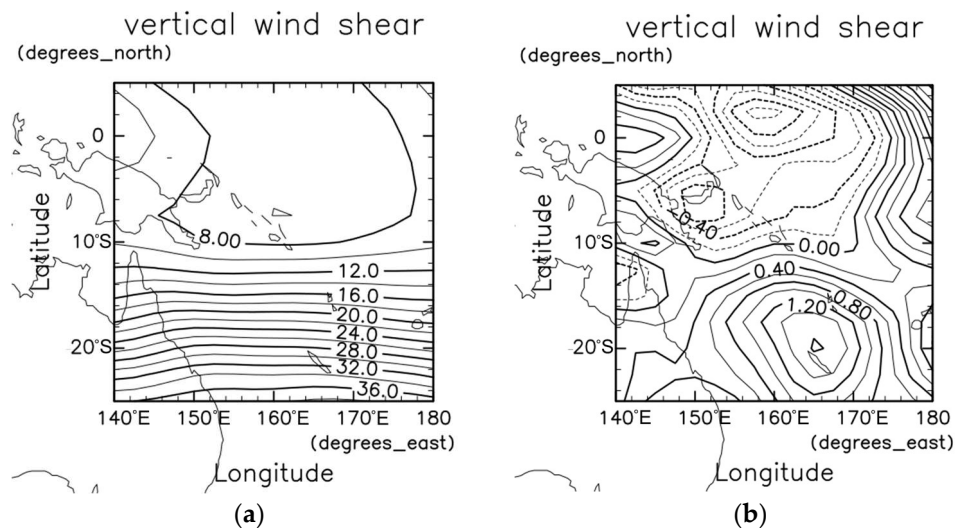 vertical wind shear
(degrees_north)
0
10°S
20°S
Latitude
8.00
12.0
16.0
20.0
24.0
28.0
32.0
36.0
140°E 150°E 160°E 170°E 180
(degrees_east)
Longitude
(a)
vertical wind shear
(degrees_north)
0
10°S
20°S
Latitude
-0.40
0.00
0.40
0.80
1.20
140°E 150°E 160°E 170°E 180
(degrees_east)
Longitude
(b)